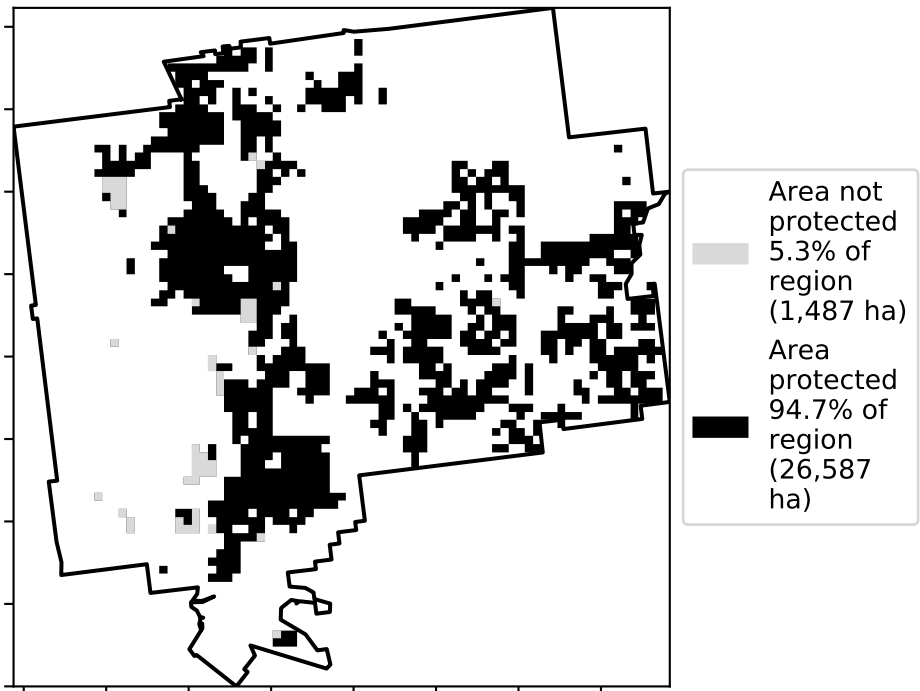 Area not
protected
5.3% of
region
(1,487 ha)
Area
protected
94.7% of
region
(26,587
ha)